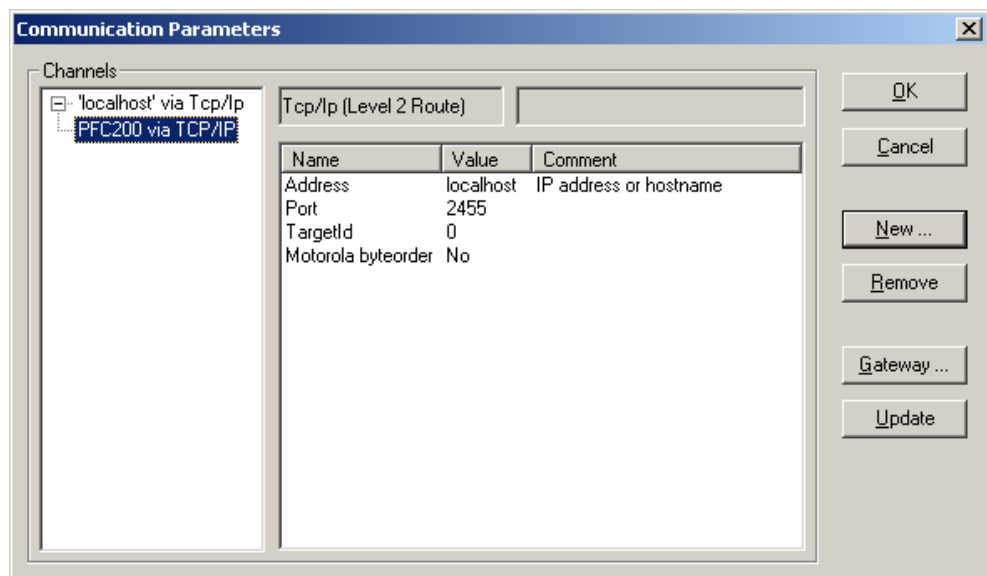 Communication Parameters
Channels
'localhost' via Tcp/Ip
PFC200 via TCP/IP
Tcp/Ip (Level 2 Route)
Name Value Comment
Address localhost IP address or hostname
Port 2455
TargetId 0
Motorola byteorder No
OK
Cancel
New ...
Remove
Gateway ...
Update